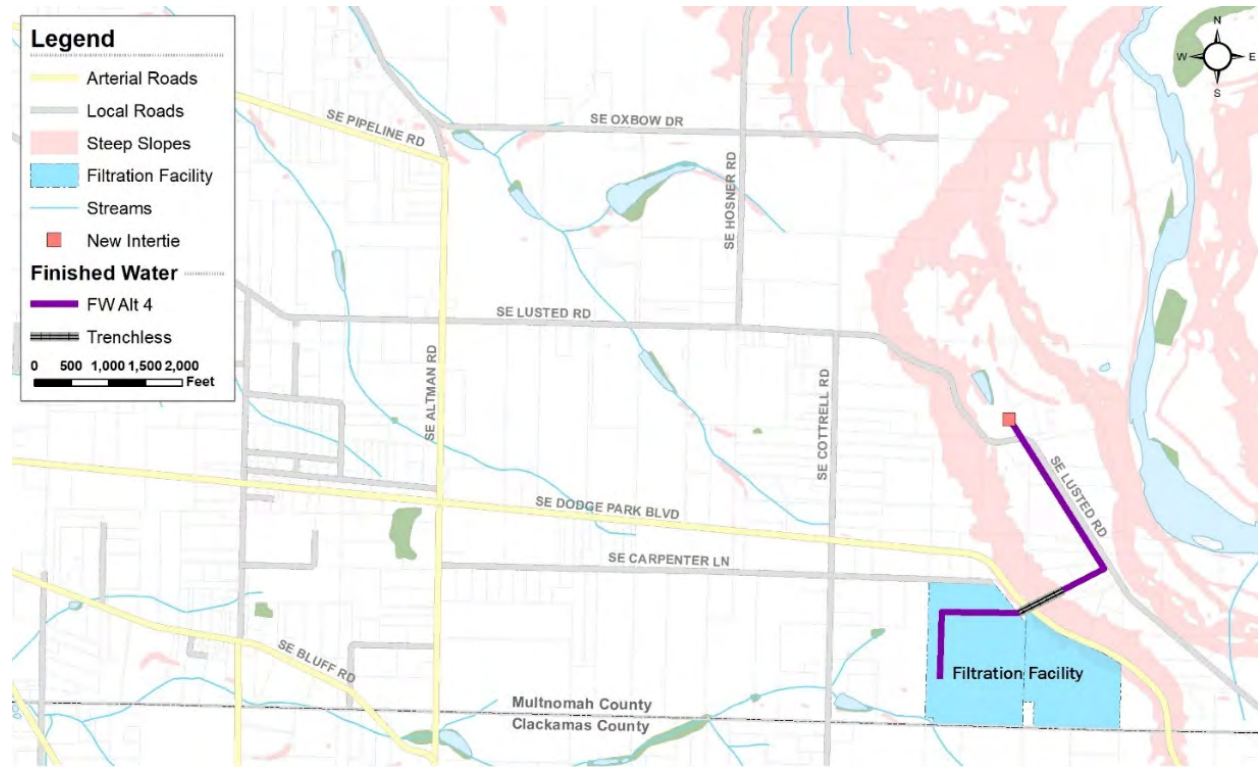 Legend
Arterial Roads
Local Roads
Steep Slopes
Filtration Facility
Streams
New Intertie
Finished Water
FW Alt 4
Trenchless
0 500 1,000 1,500 2,000
Feet
N
W E
S
SE PIPELINE RD
SE OXBOW DR
SE HOSNER RD
SE LUSTED RD
SE ALTMAN RD
SE COTTRELL RD
SE LUSTED RD
SE DODGE PARK BLVD
SE CARPENTER LN
SE BLUFF RD
Filtration Facility
Multnomah County
Clackamas County